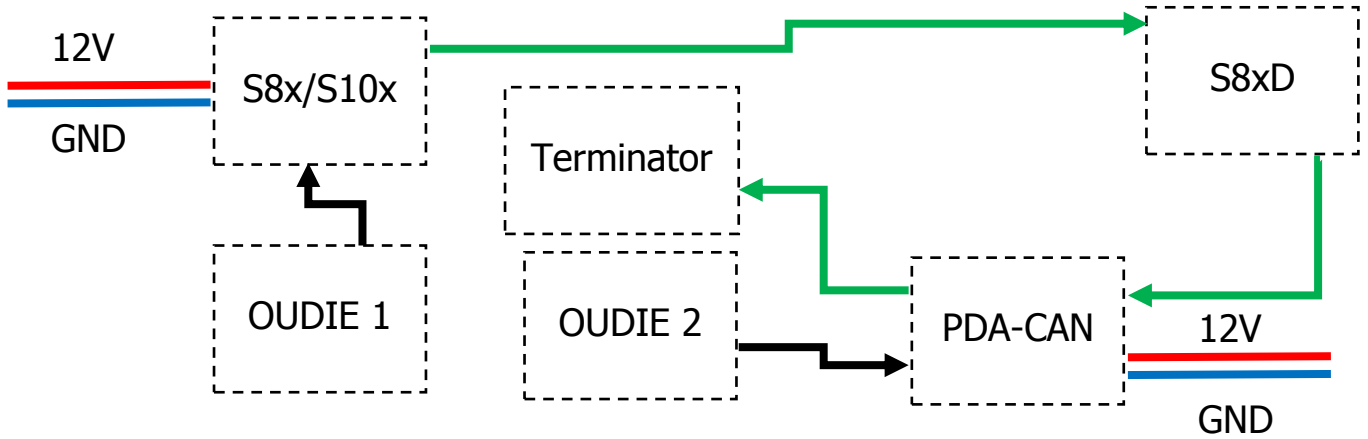 12V
S8x/S10x
GND
S8xD
Terminator
OUDIE 1
OUDIE 2
PDA-CAN
12V
GND